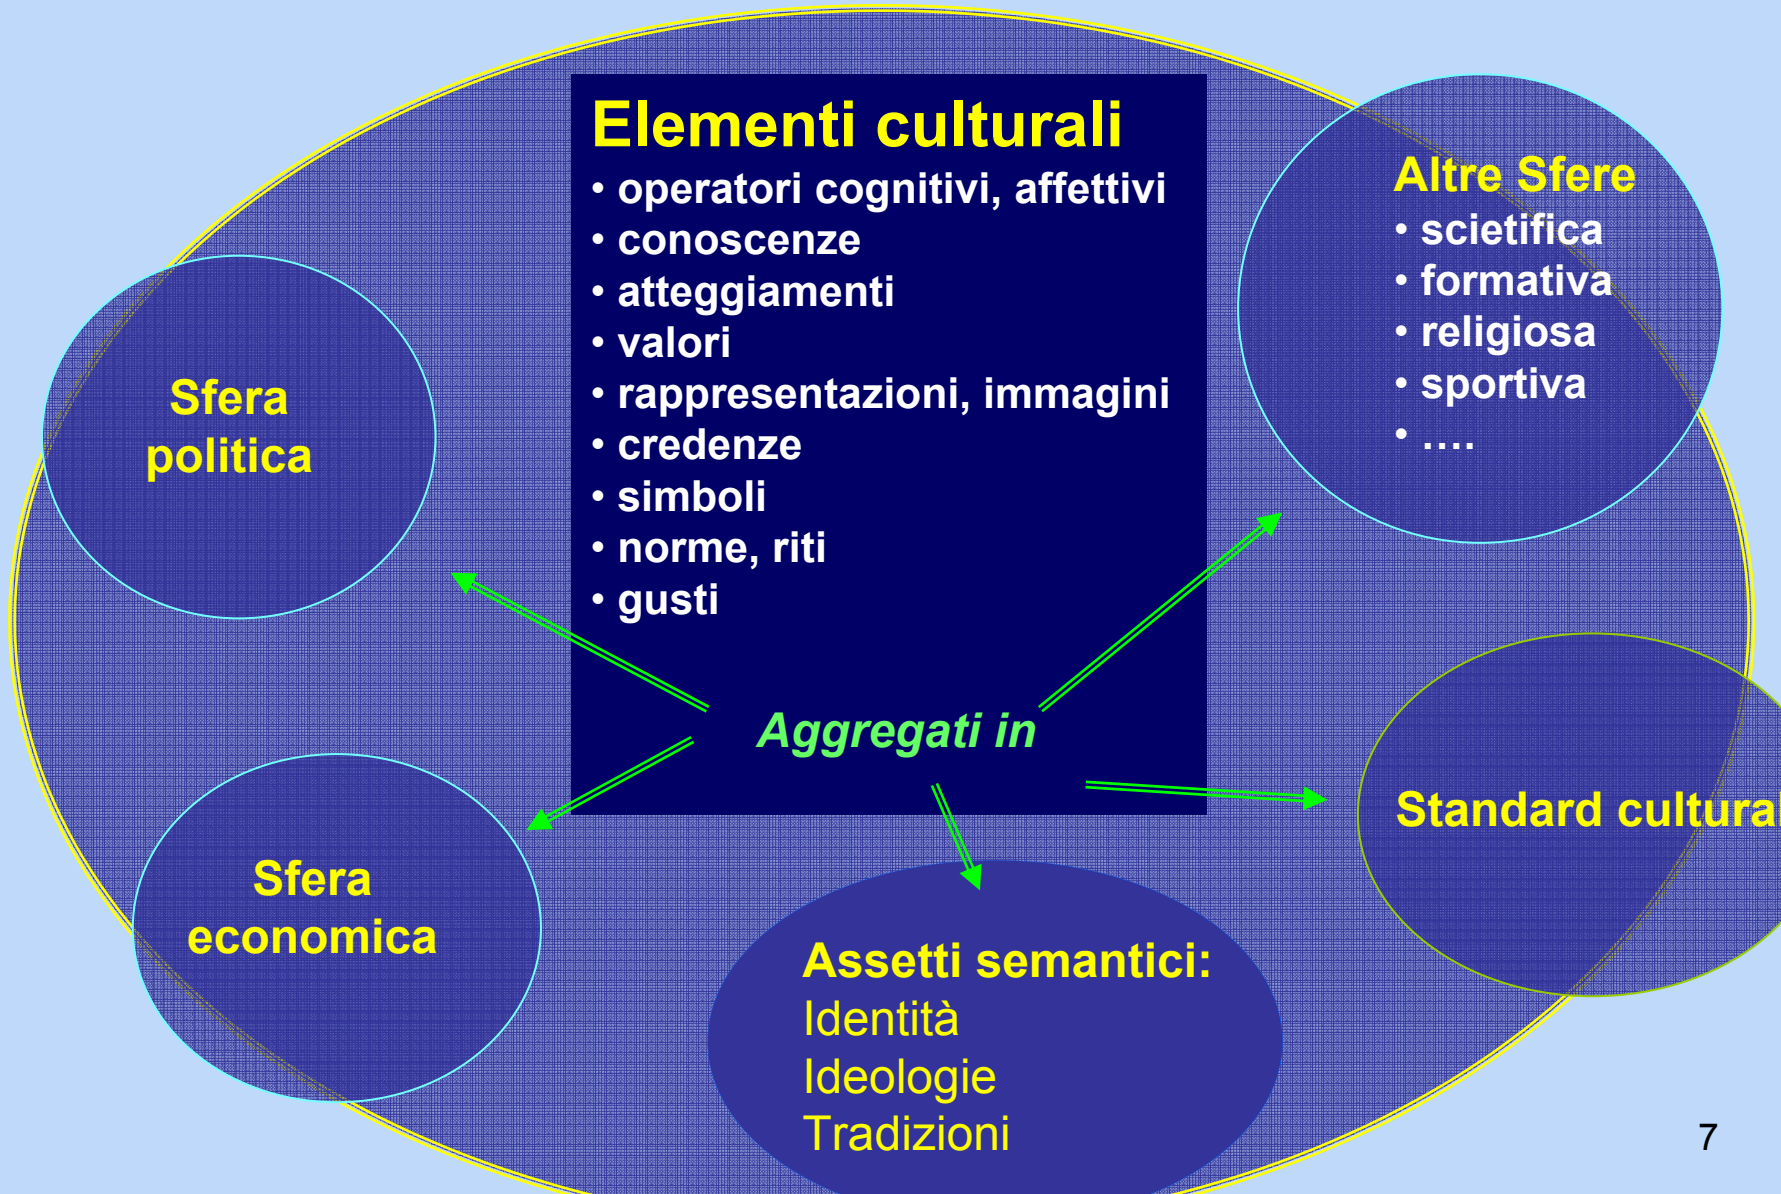 Elementi culturali
• operatori cognitivi, affettivi
• conoscenze
• atteggiamenti
• valori
• rappresentazioni, immagini
• credenze
• simboli
• norme, riti
• gusti
Aggregati in
Altre Sfere
• scietifica
• formativa
• religiosa
• sportiva
• ....
Sfera
politica
Sfera
economica
Standard cultural
Assetti semantici:
Identità
Ideologie
Tradizioni
7